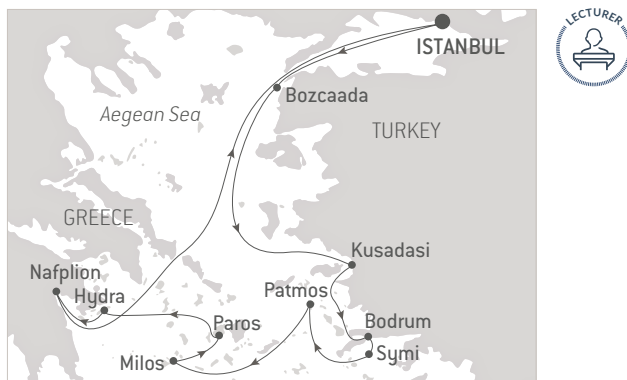 LECTURER
ISTANBUL
Bozcaada
Aegean Sea
TURKEY
GREECE
Kusadasi
Nafplion
Hydra
Patmos
Paros
Bodrum
Milos
Symi